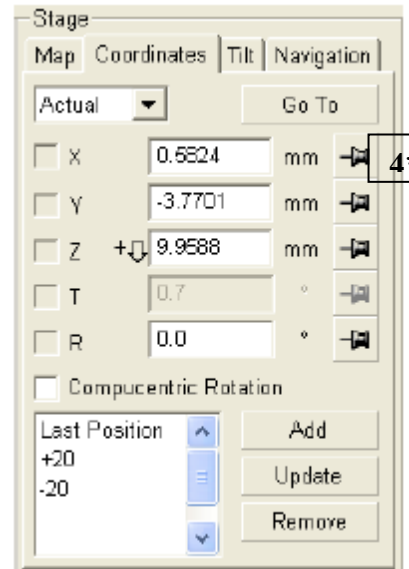 Stage
Map Coordinates Tilt Navigation
Actual Go To
X 0.5824 mm
4*
Y -3.7701 mm
Z + 9.9588 mm
T 0.7 °
R 0.0 °
Compucentric Rotation
Last Position Add
+20
Update
-20
Remove